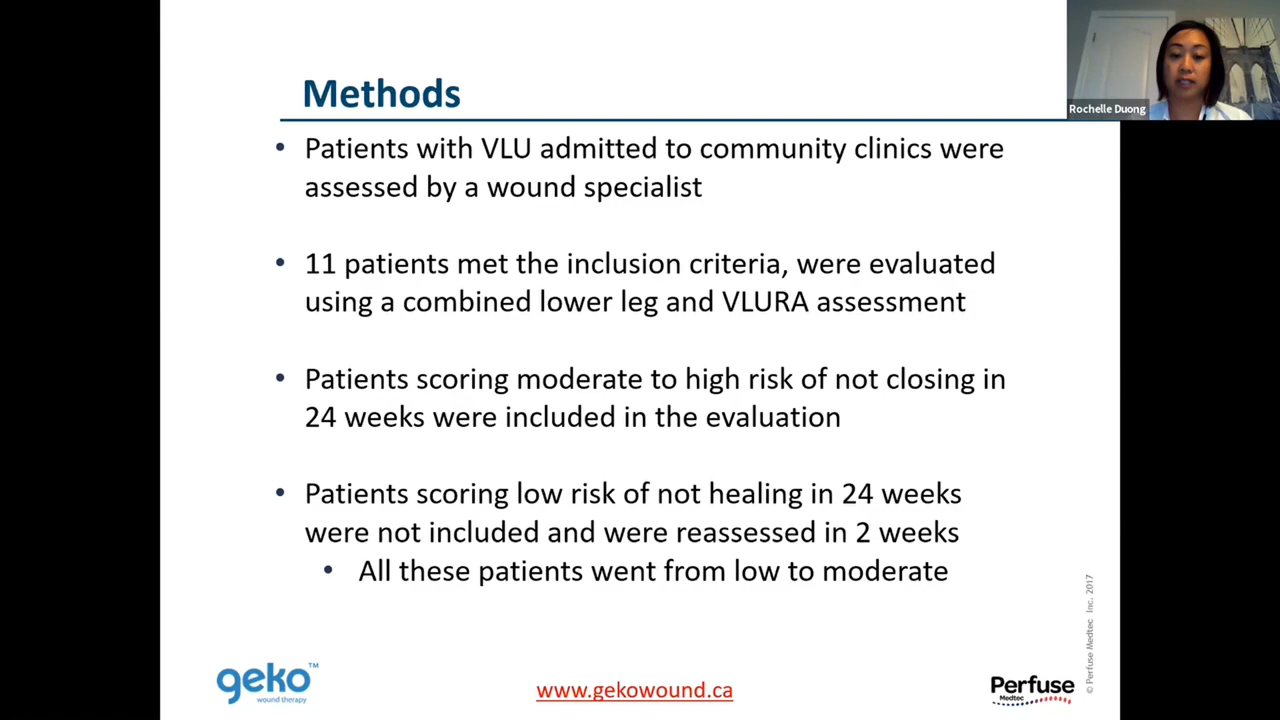 Methods
Rochelle Duong
• Patients with VLU admitted to community clinics were
assessed by a wound specialist
• 11 patients met the inclusion criteria, were evaluated
using a combined lower leg and VLURA assessment
• Patients scoring moderate to high risk of not closing in
24 weeks were included in the evaluation
• Patients scoring low risk of not healing in 24 weeks
were not included and were reassessed in 2 weeks
• All these patients went from low to moderate
© Perfuse Medtec Inc. 2017
geko™
wound therapy
www.gekowound.ca
Perfuse
Medtec